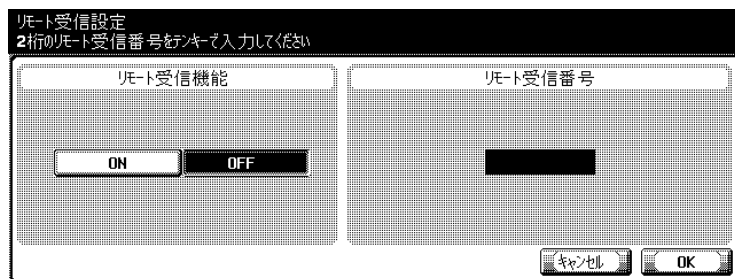 リモート受信設定
2桁のリモート受信番号をテンキーで入力してください
リモート受信機能
リモート受信番号
ON
OFF
キャンセル
OK